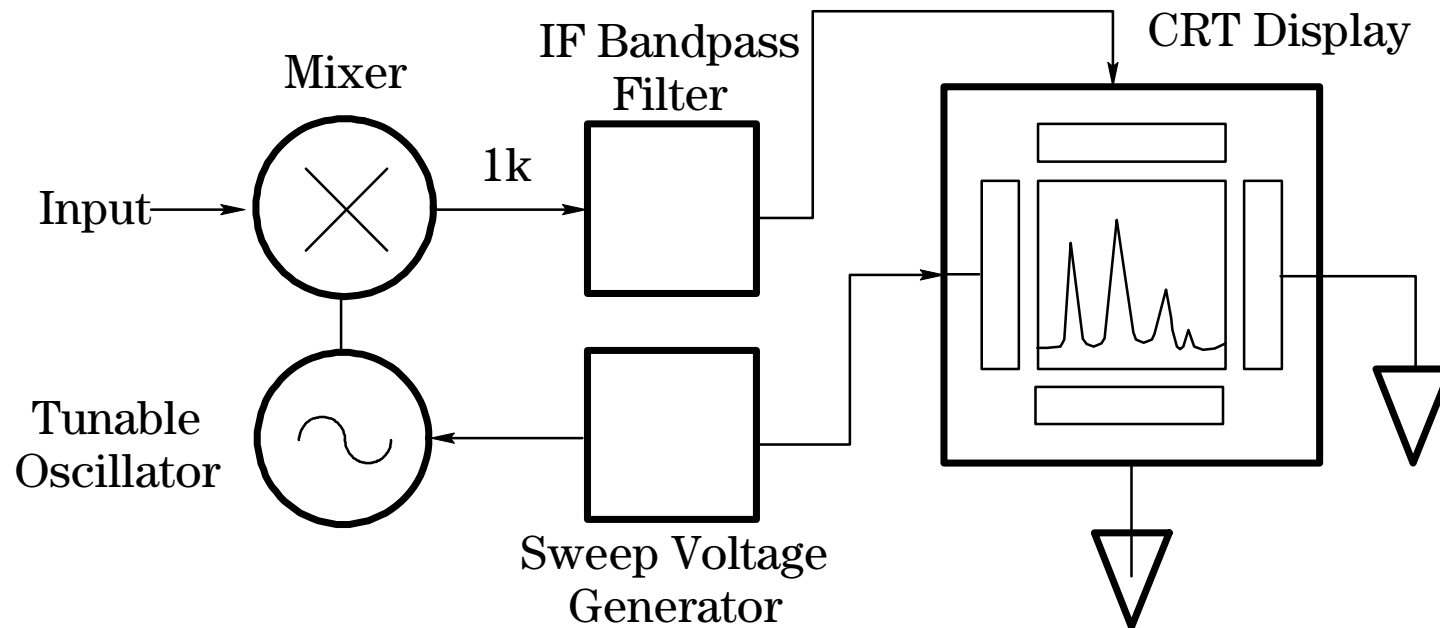 CRT Display
IF Bandpass
Filter
Mixer
1k
Input
Tunable
Oscillator
Sweep Voltage
Generator